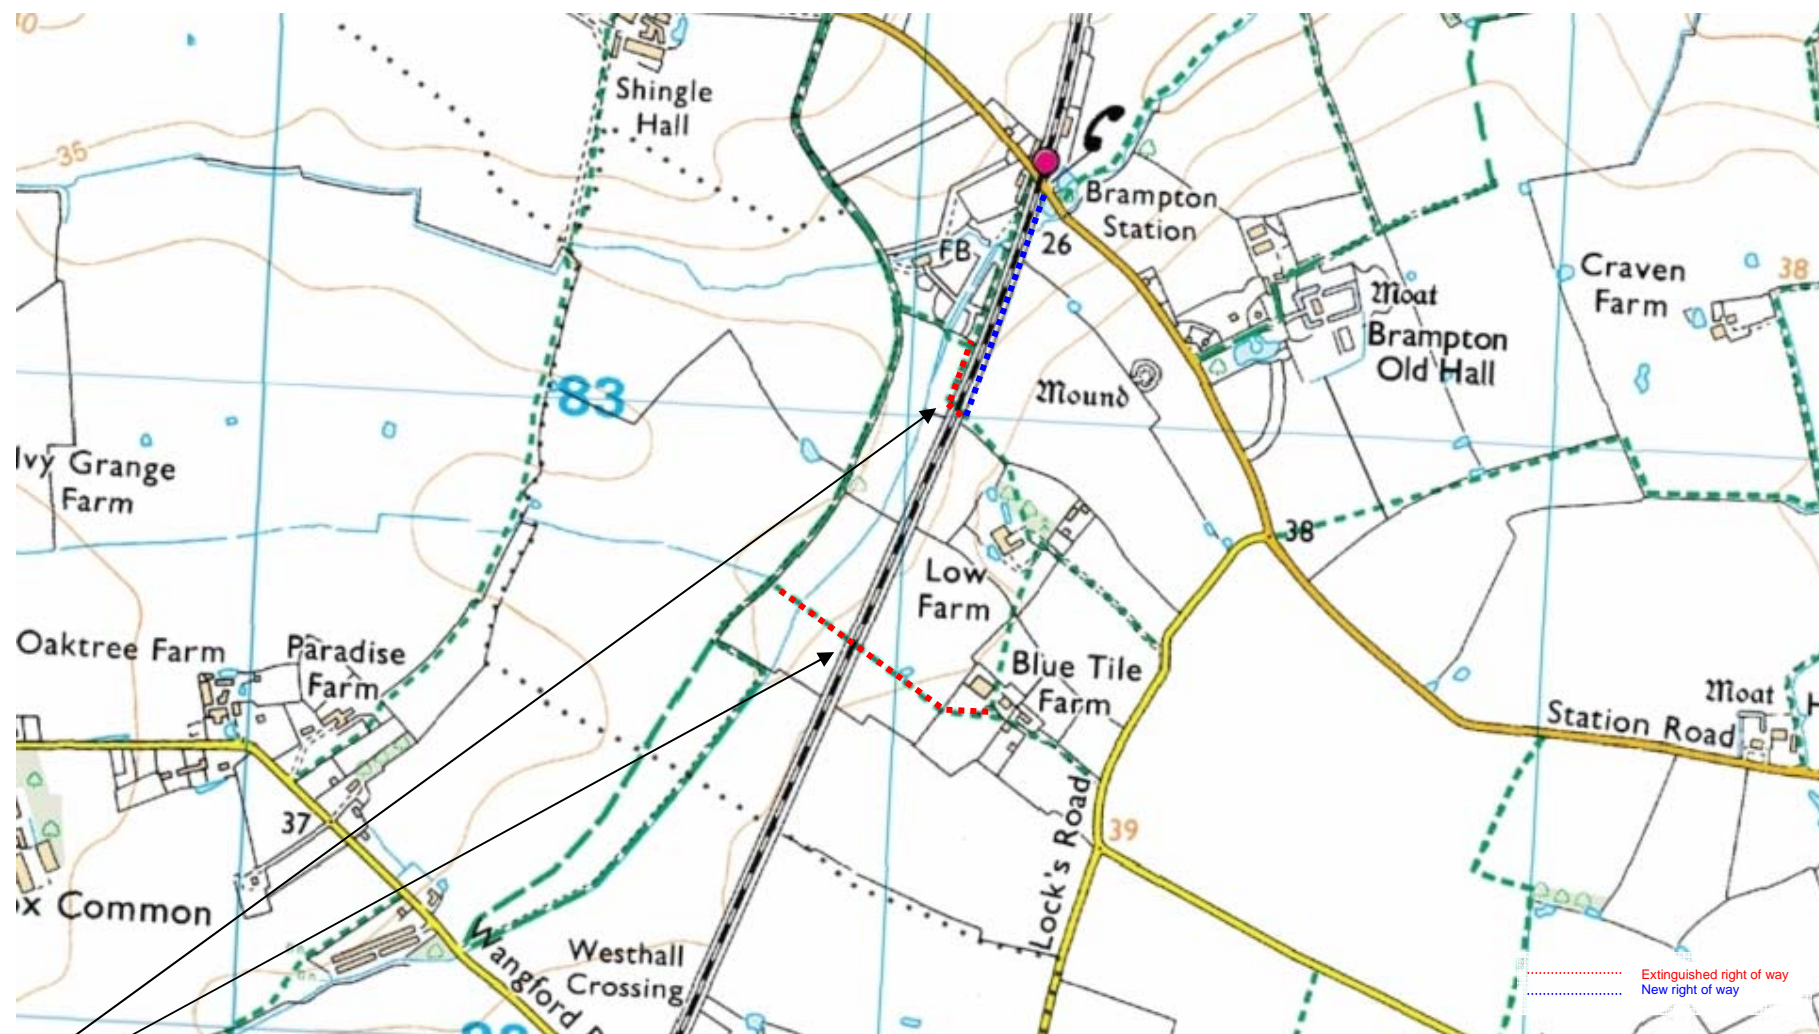 Shingle
Hall
35
Brampton
Station
26
FB
Craven
Farm
38
Moat
Brampton
Old Hall
Mound
83
Ivy Grange
Farm
38
Low
Farm
Oaktree Farm
Paradise
Farm
Blue Tile
Farm
Moat
Station Road
H
37
Lock's Road
39
ox Common
Wangford
Westhall
Crossing
Extinguished right of way
New right of way